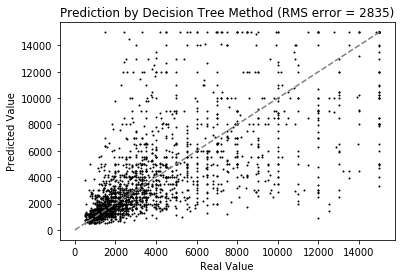 Prediction by Decision Tree Method (RMS error = 2835)
14000
12000
10000
8000
6000
4000
2000
0
Predicted Value
0 2000 4000 6000 8000 10000 12000 14000
Real Value